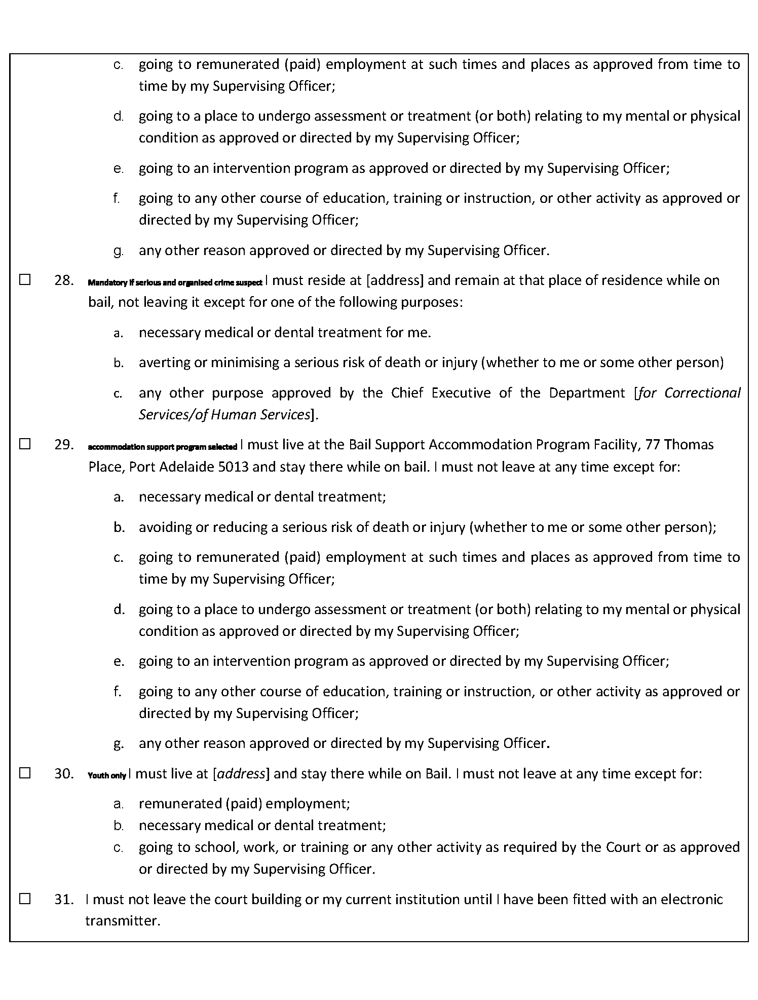 c. going to remunerated (paid) employment at such times and places as approved from time to
time by my Supervising Officer;
d. going to a place to undergo assessment or treatment (or both) relating to my mental or physical
condition as approved or directed by my Supervising Officer;
e. going to an intervention program as approved or directed by my Supervising Officer;
f. going to any other course of education, training or instruction, or other activity as approved or
directed by my Supervising Officer;
g. any other reason approved or directed by my Supervising Officer.
☐ 28. Mandatory if serious and organised crime suspect I must reside at [address] and remain at that place of residence while on
bail, not leaving it except for one of the following purposes:
a. necessary medical or dental treatment for me.
b. averting or minimising a serious risk of death or injury (whether to me or some other person)
c. any other purpose approved by the Chief Executive of the Department [for Correctional
Services/of Human Services].
☐ 29. accommodation support program selected I must live at the Bail Support Accommodation Program Facility, 77 Thomas
Place, Port Adelaide 5013 and stay there while on bail. I must not leave at any time except for:
a. necessary medical or dental treatment;
b. avoiding or reducing a serious risk of death or injury (whether to me or some other person);
c. going to remunerated (paid) employment at such times and places as approved from time to
time by my Supervising Officer;
d. going to a place to undergo assessment or treatment (or both) relating to my mental or physical
condition as approved or directed by my Supervising Officer;
e. going to an intervention program as approved or directed by my Supervising Officer;
f. going to any other course of education, training or instruction, or other activity as approved or
directed by my Supervising Officer;
g. any other reason approved or directed by my Supervising Officer.
☐ 30. Youth only I must live at [address] and stay there while on Bail. I must not leave at any time except for:
a. remunerated (paid) employment;
b. necessary medical or dental treatment;
c. going to school, work, or training or any other activity as required by the Court or as approved
or directed by my Supervising Officer.
☐ 31. I must not leave the court building or my current institution until I have been fitted with an electronic
transmitter.